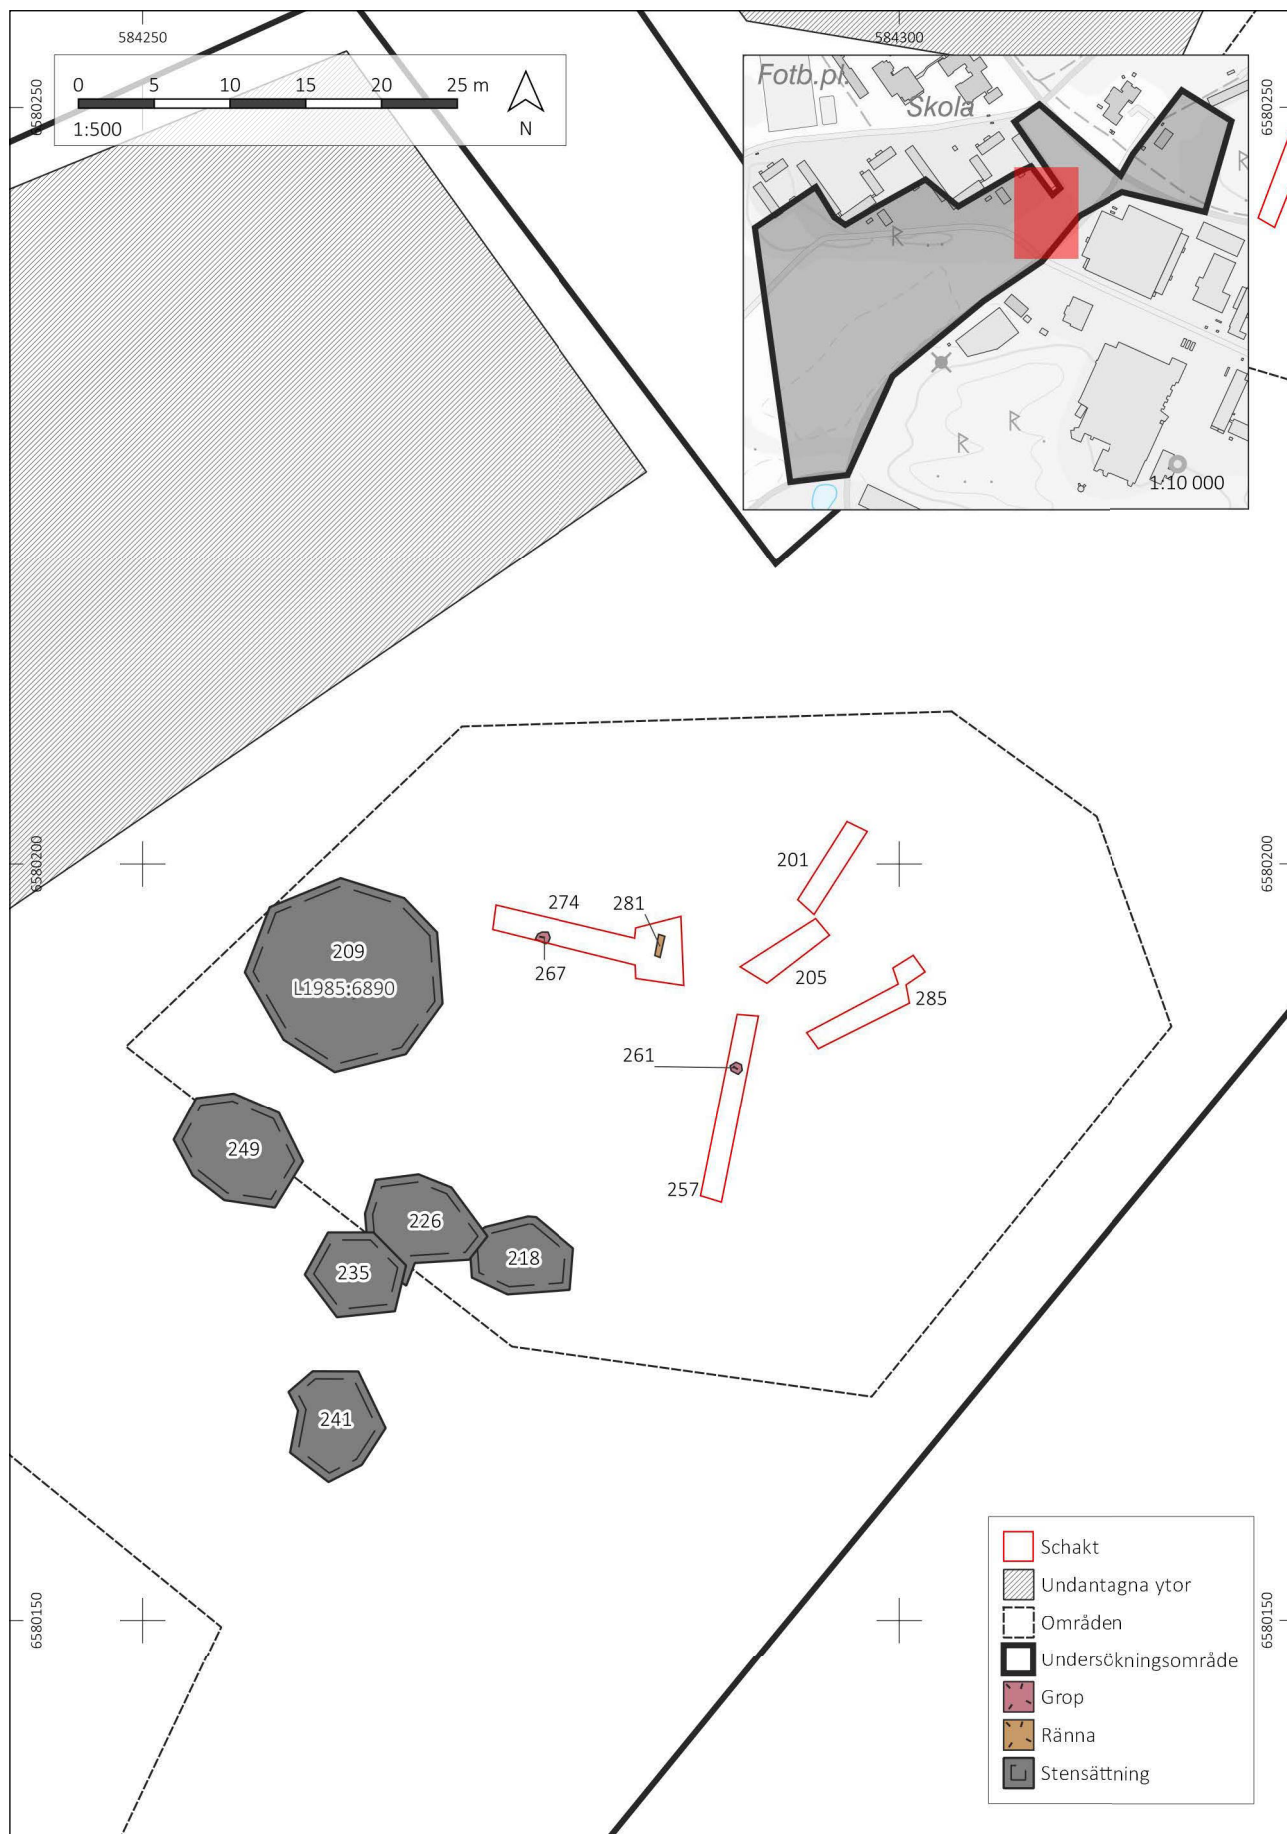 584250
584300
6580250
6580250
0 5 10 15 20 25 m
1:500
N
Fotb.pl.
Skola
R
R
R
R
1:10 000
6580200
6580200
201
274
281
209
L1985:6890
267
205
285
261
249
257
226
218
235
241
6580150
6580150
Schakt
Undantagna ytor
Områden
Undersökningsområde
Grop
Ränna
Stensättning